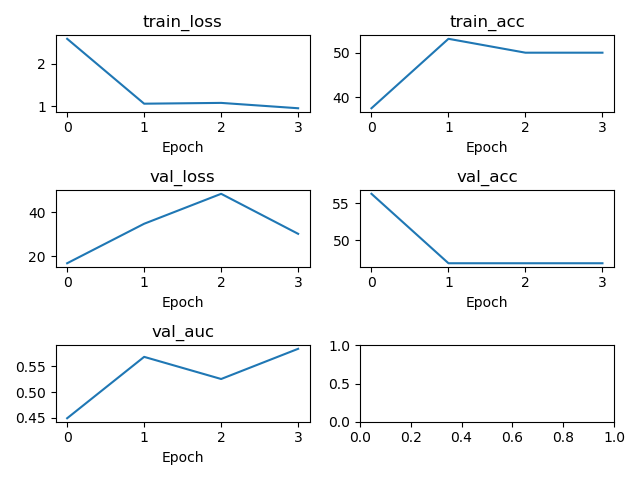 train_loss
2
1
0 1 2 3
Epoch
train_acc
50
40
0 1 2 3
Epoch
val_loss
40
20
0 1 2 3
Epoch
val_acc
55
50
0 1 2 3
Epoch
val_auc
0.55
0.50
0.45
0 1 2 3
Epoch
1.0
0.5
0.0
0.0 0.2 0.4 0.6 0.8 1.0